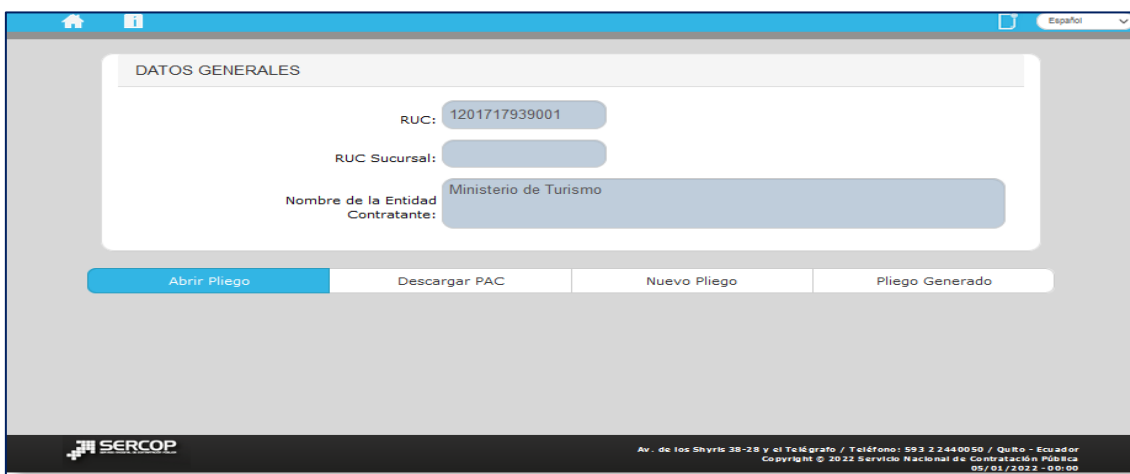 Español
DATOS GENERALES
RUC: 1201717939001
RUC Sucursal:
Nombre de la Entidad Contratante:
Ministerio de Turismo
Abrir Pliego Descargar PAC Nuevo Pliego Pliego Generado
SERCOP
Av. de los Shyris 38-28 y el Telégrafo / Teléfono: 593 2 2440050 / Quito - Ecuador
Copyright © 2022 Servicio Nacional de Contratación Pública
05/01/2022 - 00:00